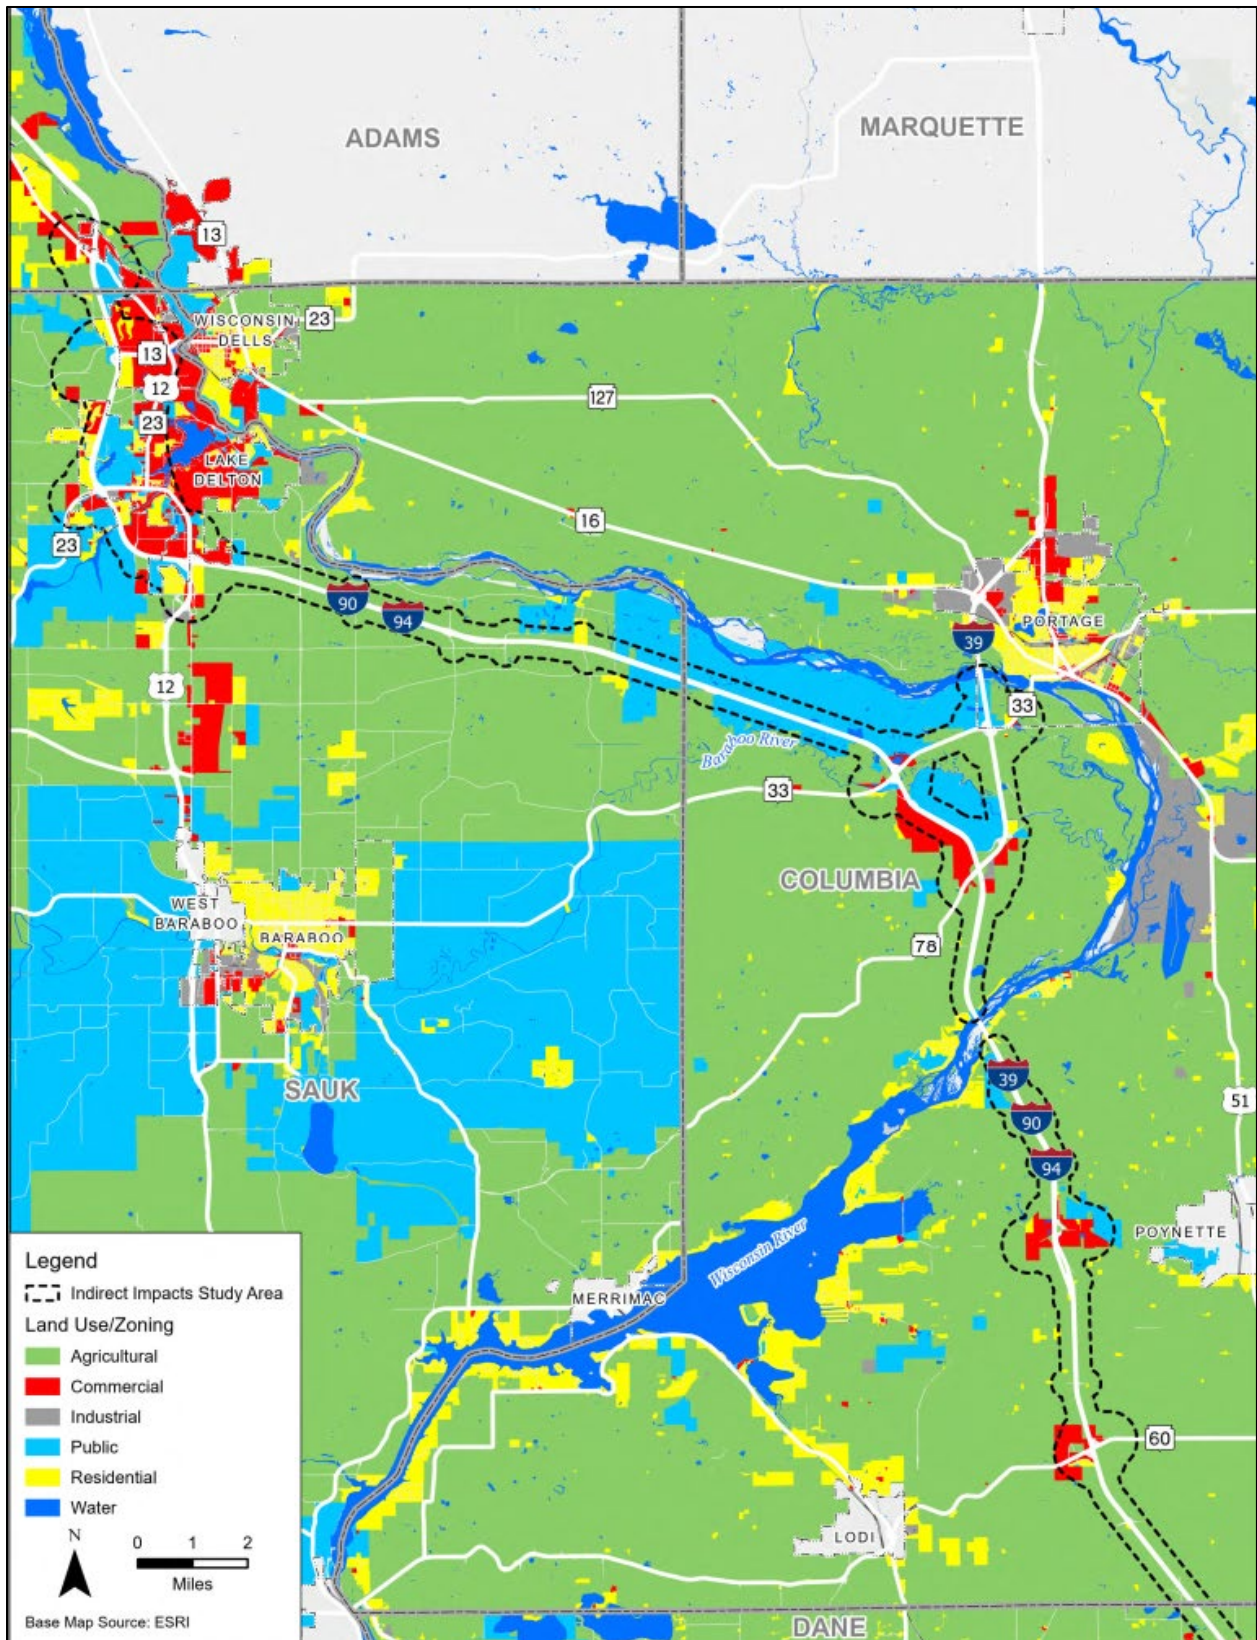 ADAMS
MARQUETTE
13
WISCONSIN
DELLS
23
13
12
127
23
LAKE
DELTON
16
23
90
94
39
PORTAGE
12
33
Baraboo River
33
COLUMBIA
WEST
BARABOO
BARABOO
78
SAUK
39
51
90
94
POYNETTE
Wisconsin River
MERRIMAC
60
LODI
DANE
Legend
Indirect Impacts Study Area
Land Use/Zoning
Agricultural
Commercial
Industrial
Public
Residential
Water
N
0 1 2
Miles
Base Map Source: ESRI